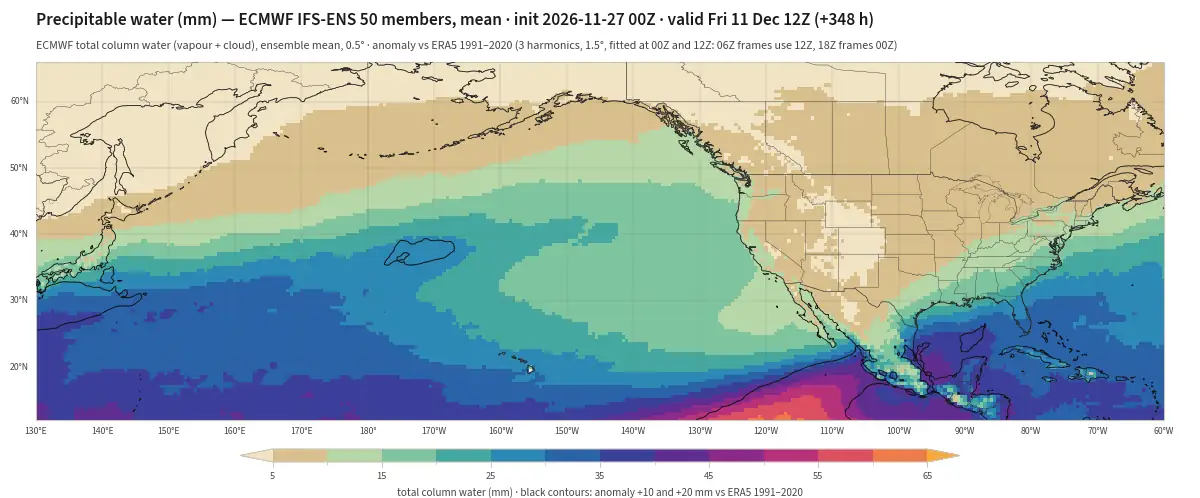 Precipitable water (mm) — ECMWF IFS-ENS 50 members, mean · init 2026-11-27 00Z · valid Fri 11 Dec 12Z (+348 h)
ECMWF total column water (vapour + cloud), ensemble mean, 0.5° · anomaly vs ERA5 1991–2020 (3 harmonics, 1.5°, fitted at 00Z and 12Z: 06Z frames use 12Z, 18Z frames 00Z)
60°N
50°N
40°N
30°N
20°N
130°E 140°E 150°E 160°E 170°E 180° 170°W 160°W 150°W 140°W 130°W 120°W 110°W 100°W 90°W 80°W 70°W 60°W
5 15 25 35 45 55 65
total column water (mm) · black contours: anomaly +10 and +20 mm vs ERA5 1991–2020